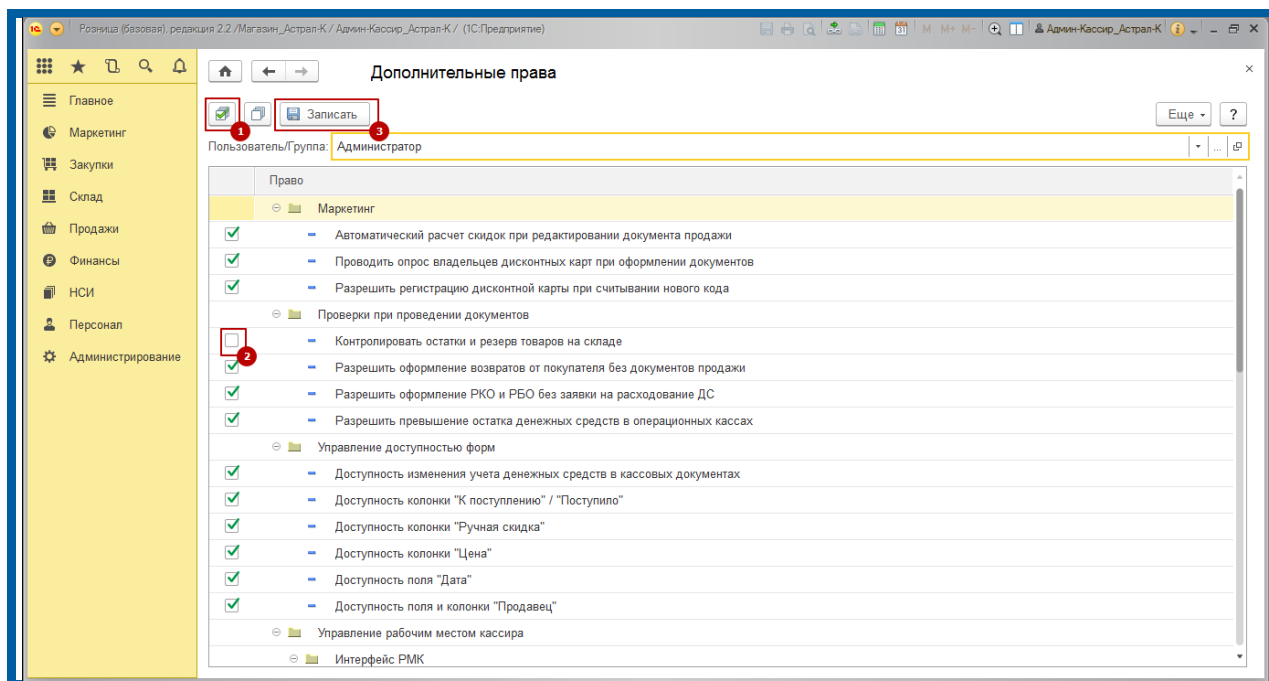 1С Розница (базовая), редакция 2.2 /Магазин_Астрал-К / Админ-Кассир_Астрал-К / (1С:Предприятие) 31 M M+ M- Админ-Кассир_Астрал-К i
Дополнительные права
Главное
Записать Еще ?
1 3
Маркетинг
Пользователь/Группа: Администратор ...
Закупки
Право
Склад
Маркетинг
Продажи
Автоматический расчет скидок при редактировании документа продажи
Финансы
Проводить опрос владельцев дисконтных карт при оформлении документов
НСИ
Разрешить регистрацию дисконтной карты при считывании нового кода
Персонал
Проверки при проведении документов
Контролировать остатки и резерв товаров на складе
2
Администрирование
Разрешить оформление возвратов от покупателя без документов продажи
Разрешить оформление РКО и РБО без заявки на расходование ДС
Разрешить превышение остатка денежных средств в операционных кассах
Управление доступностью форм
Доступность изменения учета денежных средств в кассовых документах
Доступность колонки "К поступлению" / "Поступило"
Доступность колонки "Ручная скидка"
Доступность колонки "Цена"
Доступность поля "Дата"
Доступность поля и колонки "Продавец"
Управление рабочим местом кассира
Интерфейс РМК